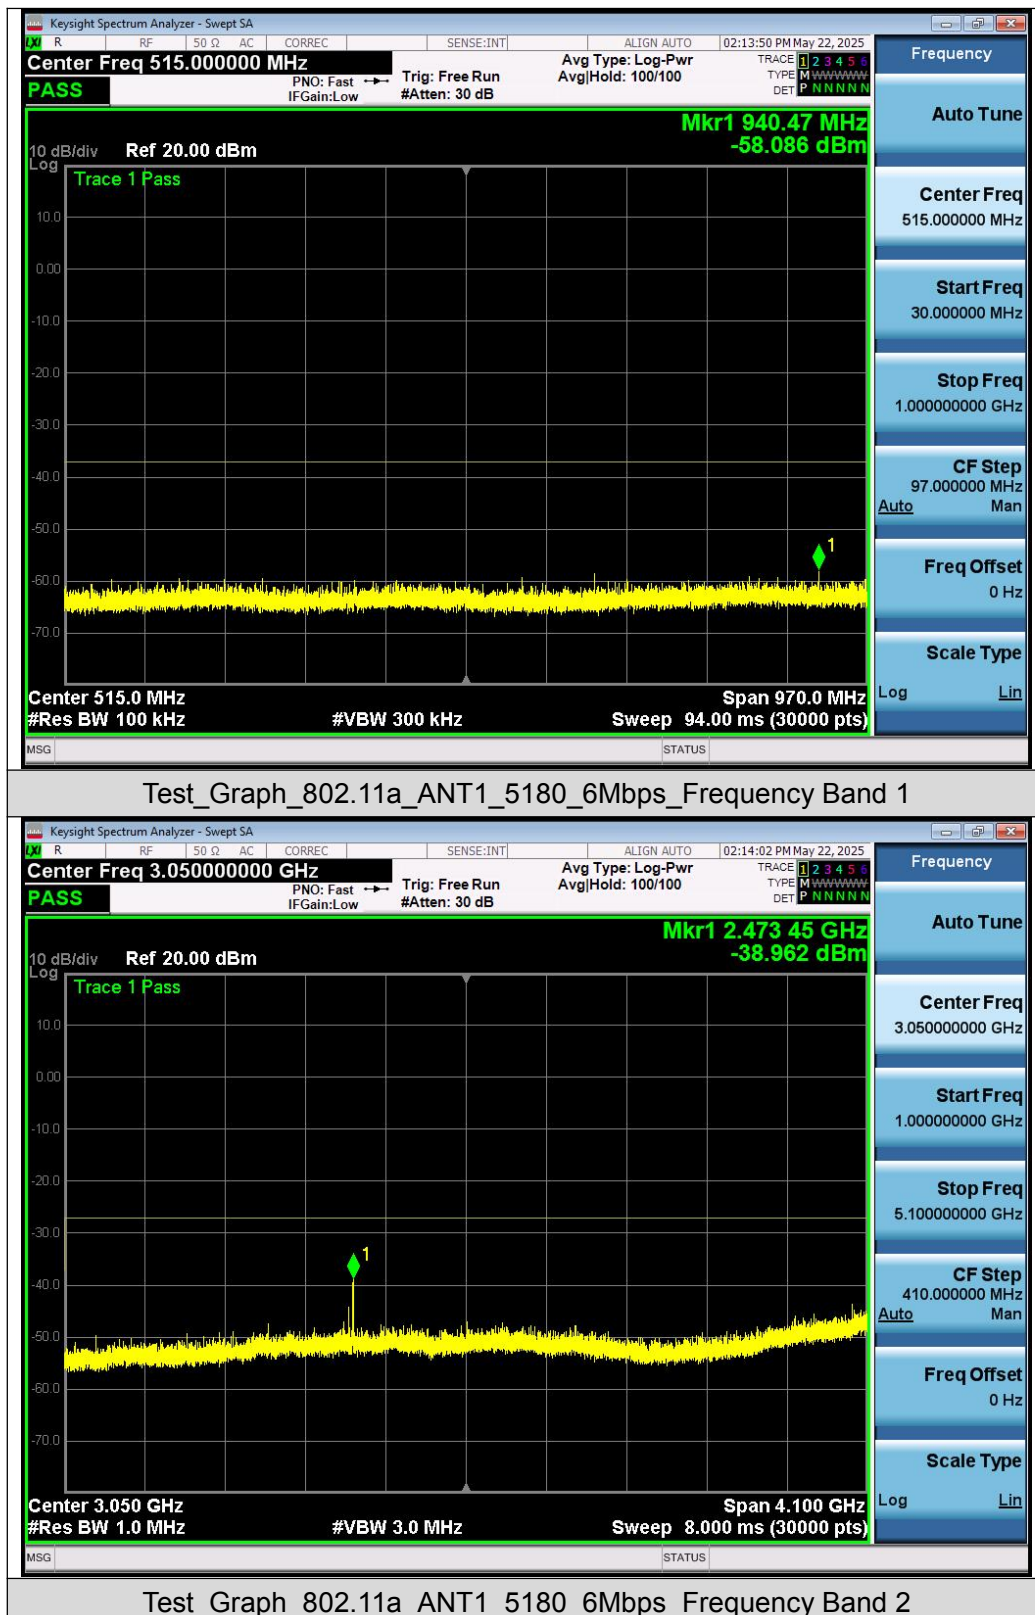 Keysight Spectrum Analyzer - Swept SA
LXI R RF 50 Ω AC CORREC SENSE:INT ALIGN AUTO 02:13:50 PM May 22, 2025
Center Freq 515.000000 MHz
PASS
PNO: Fast
IFGain:Low
Trig: Free Run
#Atten: 30 dB
Avg Type: Log-Pwr
Avg|Hold: 100/100
TRACE 1 2 3 4 5 6
TYPE M WWWWW
DET P N N N N N
Mkr1 940.47 MHz
-58.086 dBm
10 dB/div Ref 20.00 dBm
Log
Trace 1 Pass
10.0
0.00
-10.0
-20.0
-30.0
-40.0
-50.0
-60.0
-70.0
1
Center 515.0 MHz Span 970.0 MHz
#Res BW 100 kHz #VBW 300 kHz Sweep 94.00 ms (30000 pts)
MSG STATUS
Frequency
Auto Tune
Center Freq
515.000000 MHz
Start Freq
30.000000 MHz
Stop Freq
1.000000000 GHz
CF Step
97.000000 MHz
Auto Man
Freq Offset
0 Hz
Scale Type
Log Lin
Test_Graph_802.11a_ANT1_5180_6Mbps_Frequency Band 1
Keysight Spectrum Analyzer - Swept SA
LXI R RF 50 Ω AC CORREC SENSE:INT ALIGN AUTO 02:14:02 PM May 22, 2025
Center Freq 3.050000000 GHz
PASS
PNO: Fast
IFGain:Low
Trig: Free Run
#Atten: 30 dB
Avg Type: Log-Pwr
Avg|Hold: 100/100
TRACE 1 2 3 4 5 6
TYPE M WWWWW
DET P N N N N N
Mkr1 2.473 45 GHz
-38.962 dBm
10 dB/div Ref 20.00 dBm
Log
Trace 1 Pass
10.0
0.00
-10.0
-20.0
-30.0
-40.0
-50.0
-60.0
-70.0
1
Center 3.050 GHz Span 4.100 GHz
#Res BW 1.0 MHz #VBW 3.0 MHz Sweep 8.000 ms (30000 pts)
MSG STATUS
Frequency
Auto Tune
Center Freq
3.050000000 GHz
Start Freq
1.000000000 GHz
Stop Freq
5.100000000 GHz
CF Step
410.000000 MHz
Auto Man
Freq Offset
0 Hz
Scale Type
Log Lin
Test_Graph_802.11a_ANT1_5180_6Mbps_Frequency Band 2